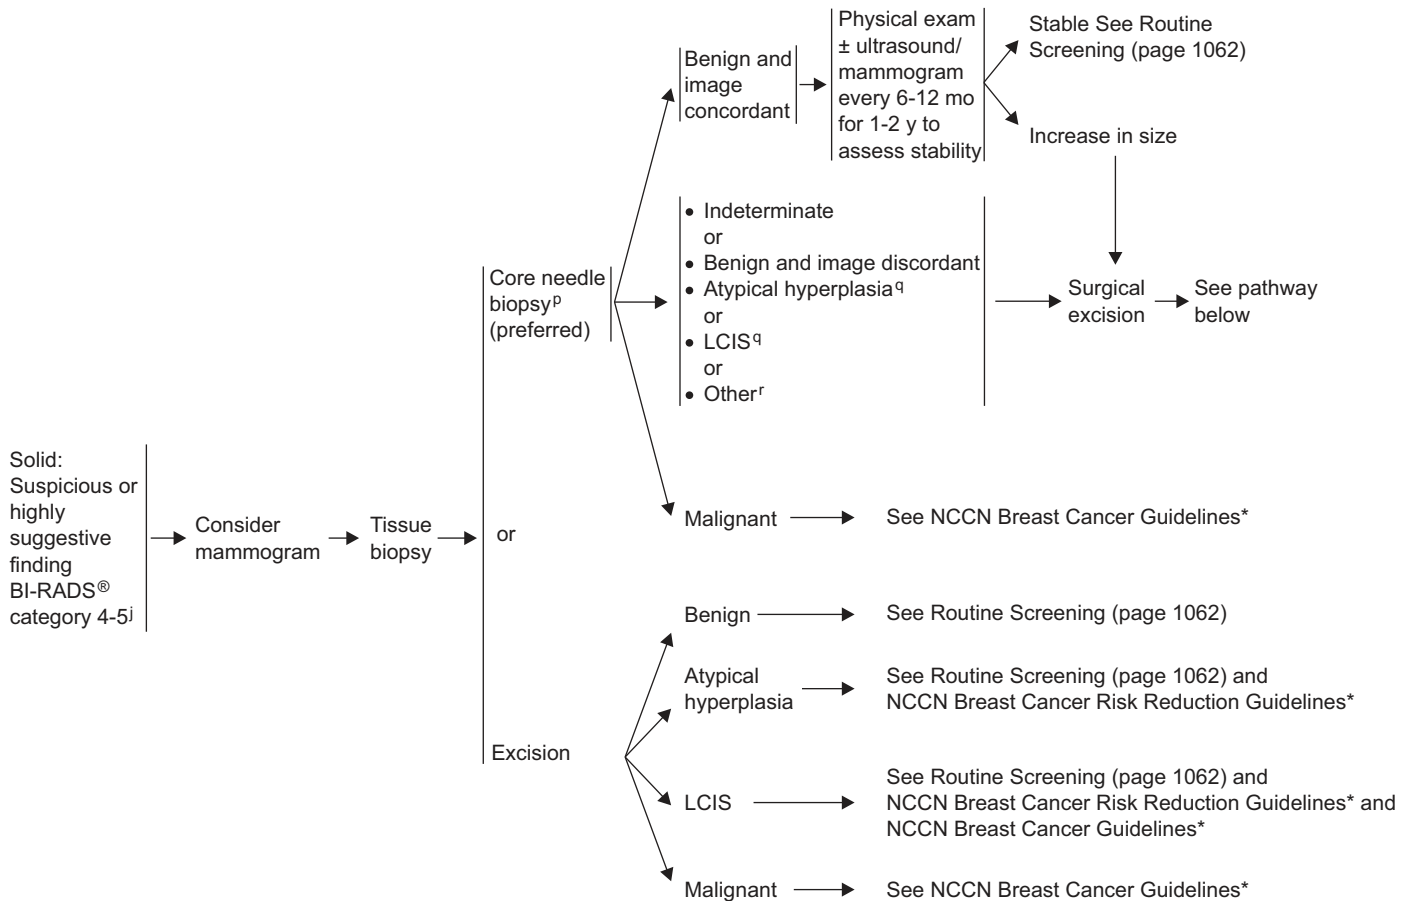 Solid:
Suspicious or
highly
suggestive
finding
BI-RADS®
category 4-5j
Consider
mammogram
Tissue
biopsy
Core needle
biopsyp
(preferred)
or
Excision
Benign and
image
concordant
Physical exam
± ultrasound/
mammogram
every 6-12 mo
for 1-2 y to
assess stability
Stable See Routine
Screening (page 1062)
Increase in size
• Indeterminate
or
• Benign and image discordant
• Atypical hyperplasiaq
or
• LCISq
or
• Otherr
Surgical
excision
See pathway
below
Malignant
See NCCN Breast Cancer Guidelines*
Benign
See Routine Screening (page 1062)
Atypical
hyperplasia
See Routine Screening (page 1062) and
NCCN Breast Cancer Risk Reduction Guidelines*
LCIS
See Routine Screening (page 1062) and
NCCN Breast Cancer Risk Reduction Guidelines* and
NCCN Breast Cancer Guidelines*
Malignant
See NCCN Breast Cancer Guidelines*